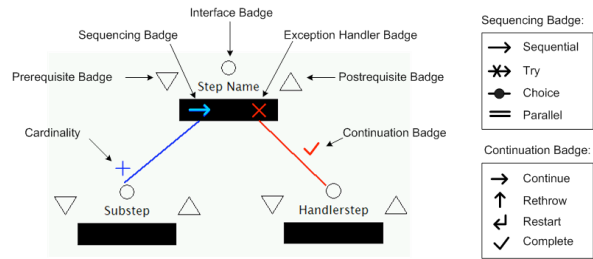 Interface Badge
Sequencing Badge
Exception Handler Badge
Prerequisite Badge
Step Name
Postrequisite Badge
Cardinality
Continuation Badge
Substep
Handlerstep
Sequencing Badge:
Sequential
Try
Choice
Parallel
Continuation Badge:
Continue
Rethrow
Restart
Complete